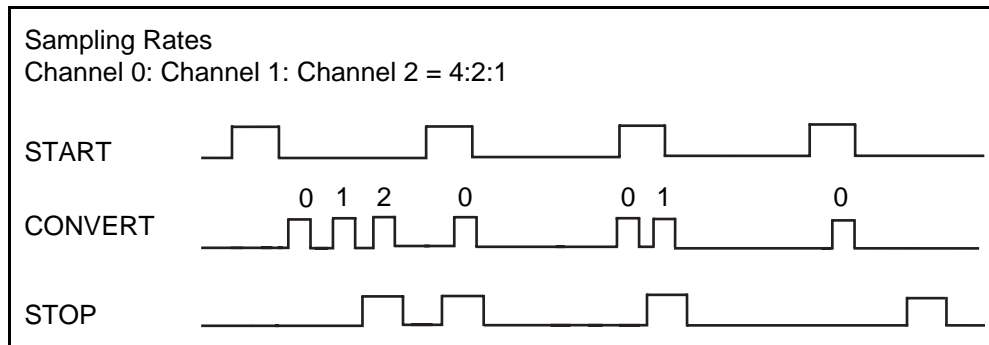 Sampling Rates
Channel 0: Channel 1: Channel 2 = 4:2:1
START
0 1 2 0 0 1 0
CONVERT
STOP